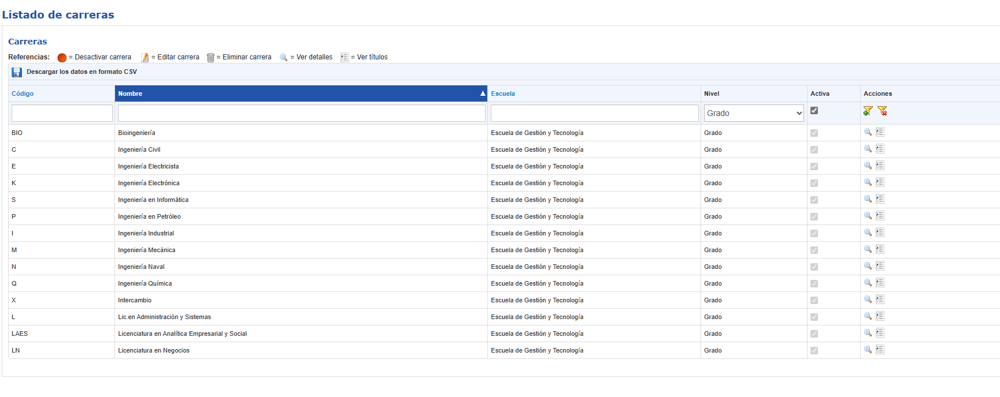 Listado de carreras
Carreras
Referencias: = Desactivar carrera = Editar carrera = Eliminar carrera = Ver detalles = Ver títulos
Descargar los datos en formato CSV
Código Nombre Escuela Nivel Activa Acciones
Grado
BIO Bioingeniería Escuela de Gestión y Tecnología Grado
C Ingeniería Civil Escuela de Gestión y Tecnología Grado
E Ingeniería Electricista Escuela de Gestión y Tecnología Grado
K Ingeniería Electrónica Escuela de Gestión y Tecnología Grado
S Ingeniería en Informática Escuela de Gestión y Tecnología Grado
P Ingeniería en Petróleo Escuela de Gestión y Tecnología Grado
I Ingeniería Industrial Escuela de Gestión y Tecnología Grado
M Ingeniería Mecánica Escuela de Gestión y Tecnología Grado
N Ingeniería Naval Escuela de Gestión y Tecnología Grado
Q Ingeniería Química Escuela de Gestión y Tecnología Grado
X Intercambio Escuela de Gestión y Tecnología Grado
L Lic.en Administración y Sistemas Escuela de Gestión y Tecnología Grado
LAES Licenciatura en Analítica Empresarial y Social Escuela de Gestión y Tecnología Grado
LN Licenciatura en Negocios Escuela de Gestión y Tecnología Grado